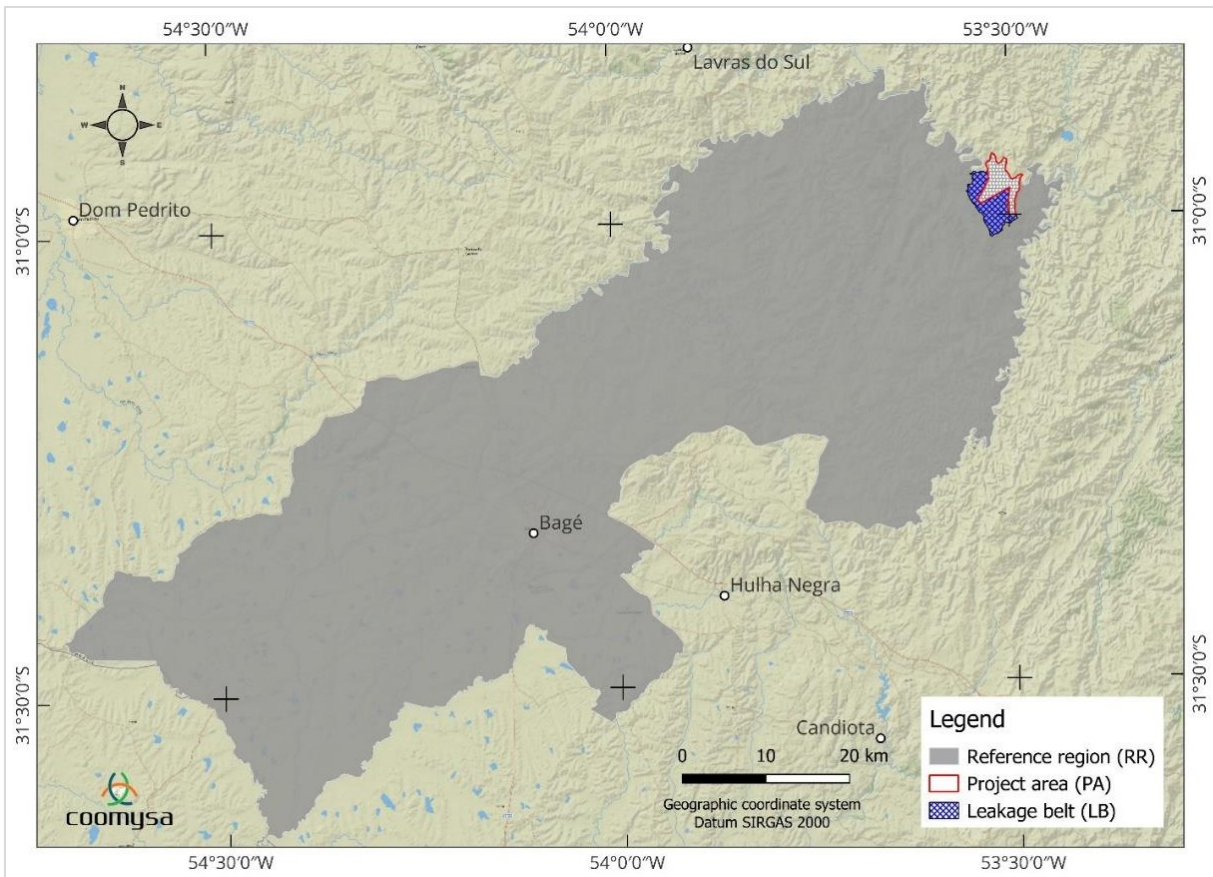 54°30'0"W 54°0'0"W 53°30'0"W
Lavras do Sul
N
W E
S
Dom Pedrito
31°0'0"S
31°0'0"S
Bagé
Hulha Negra
31°30'0"S
31°30'0"S
Candiota
0 10 20 km
Geographic coordinate system
Datum SIRGAS 2000
Legend
Reference region (RR)
Project area (PA)
Leakage belt (LB)
coomysa
54°30'0"W 54°0'0"W 53°30'0"W